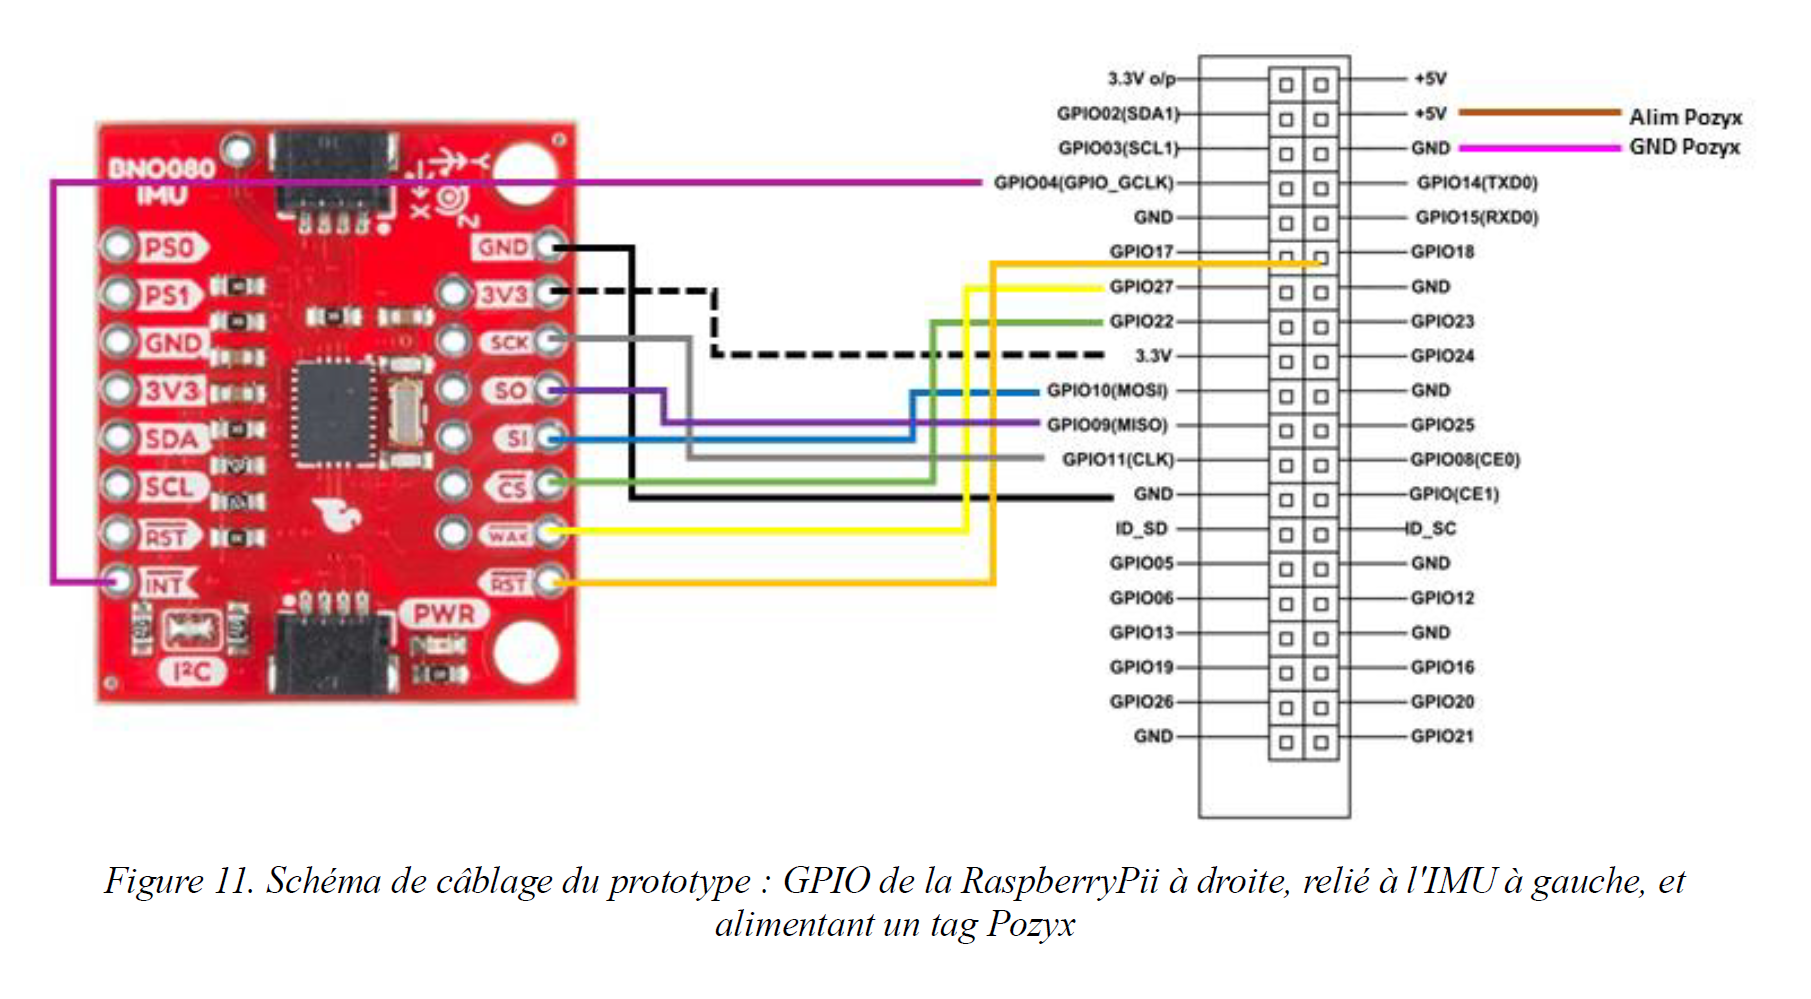 BNO080
IMU
Y
X
Z
PS0
PS1
GND
3V3
SDA
SCL
RST
INT
I²C
GND
3V3
SCK
SO
SI
CS
WAK
RST
PWR
3.3V o/p
GPIO02(SDA1)
GPIO03(SCL1)
GPIO04(GPIO_GCLK)
GND
GPIO17
GPIO27
GPIO22
3.3V
GPIO10(MOSI)
GPIO09(MISO)
GPIO11(CLK)
GND
ID_SD
GPIO05
GPIO06
GPIO13
GPIO19
GPIO26
GND
+5V
+5V
GND
GPIO14(TXD0)
GPIO15(RXD0)
GPIO18
GND
GPIO23
GPIO24
GND
GPIO25
GPIO08(CE0)
GPIO(CE1)
ID_SC
GND
GPIO12
GND
GPIO16
GPIO20
GPIO21
Alim Pozyx
GND Pozyx
Figure 11. Schéma de câblage du prototype : GPIO de la RaspberryPii à droite, relié à l'IMU à gauche, et
alimentant un tag Pozyx